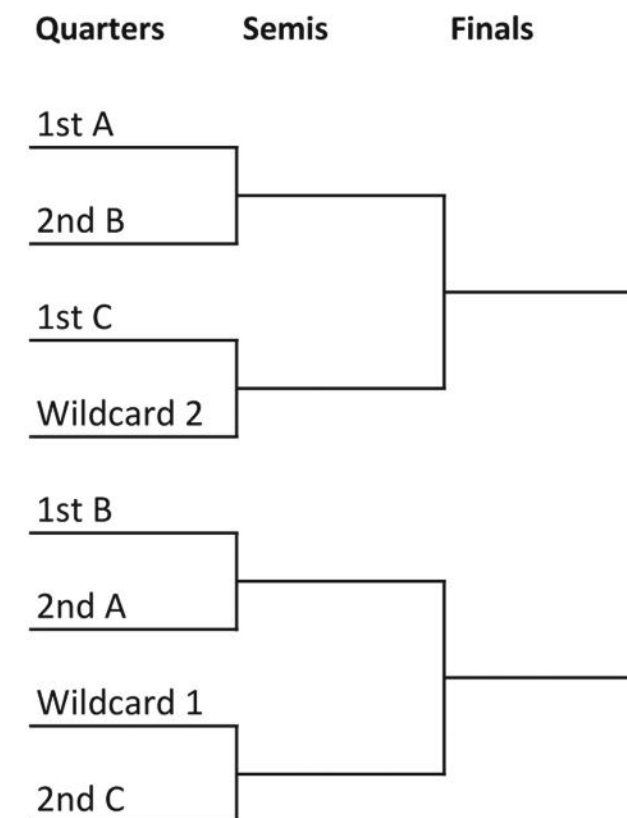 Quarters Semis Finals
1st A
2nd B
1st C
Wildcard 2
1st B
2nd A
Wildcard 1
2nd C